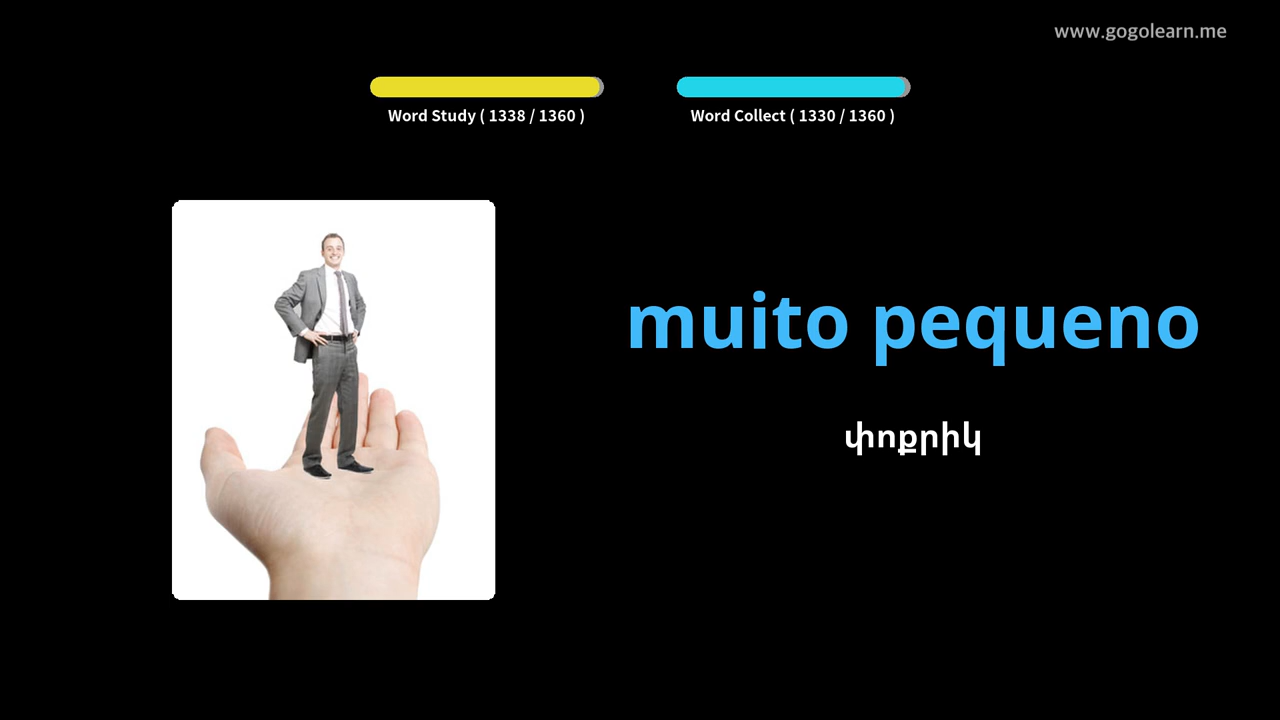 www.gogolearn.me
Word Study ( 1338 / 1360 )
Word Collect ( 1330 / 1360 )
muito pequeno
փոքրիկ